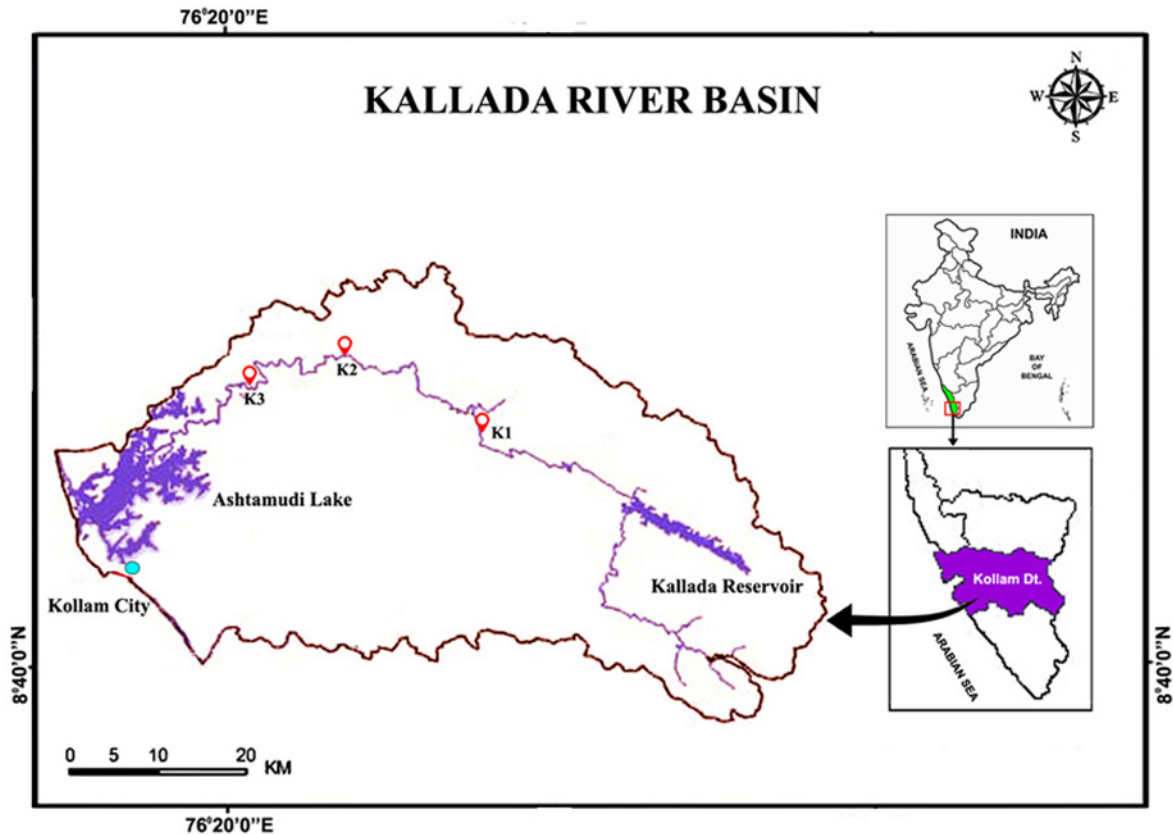 76°20'0''E
KALLADA RIVER BASIN
N
W
E
S
INDIA
ARABIAN SEA
BAY
OF
BENGAL
K2
K3
K1
Ashtamudi Lake
Kallada Reservoir
Kollam City
Kollam Dt.
ARABIAN SEA
8°40'0''N
8°40'0''N
0 5 10 20
KM
76°20'0''E